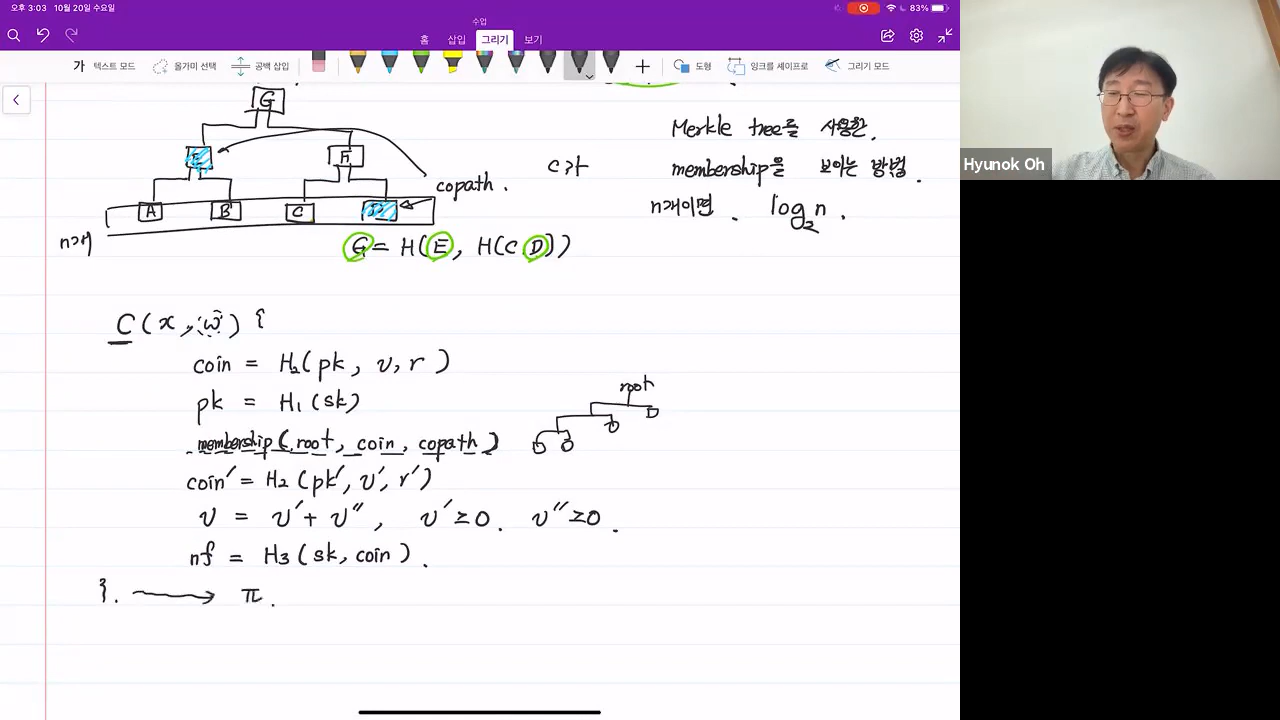 오후 3:03 10월 20일 수요일
83%
수업
홈 삽입 그리기 보기
가 텍스트 모드 올가미 선택 공백 삽입 도형 잉크를 셰이프로 그리기 모드
G
H
A B C D
n개
copath.
G = H(E, H(C D))
Merkle tree를 사용한.
C가 membership을 보이는 방법.
n개이면. log₂n.
Hyunok Oh
C(x, ω) {
coin = H₂(pk, v, r)
pk = H₁(sk)
membership(root, coin, copath)
root
coin′ = H₂(pk′, v′, r′)
v = v′ + v″, v′ ≥ 0. v″ ≥ 0.
nf = H₃(sk, coin).
}. → π.